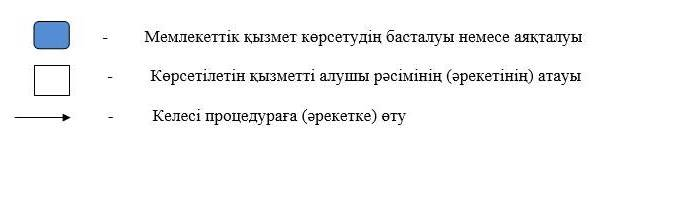 - Мемлекеттік қызмет көрсетудің басталуы немесе аяқталуы
- Көрсетілетін қызметті алушы рәсімінің (әрекетінің) атауы
- Келесі процедураға (әрекетке) өту